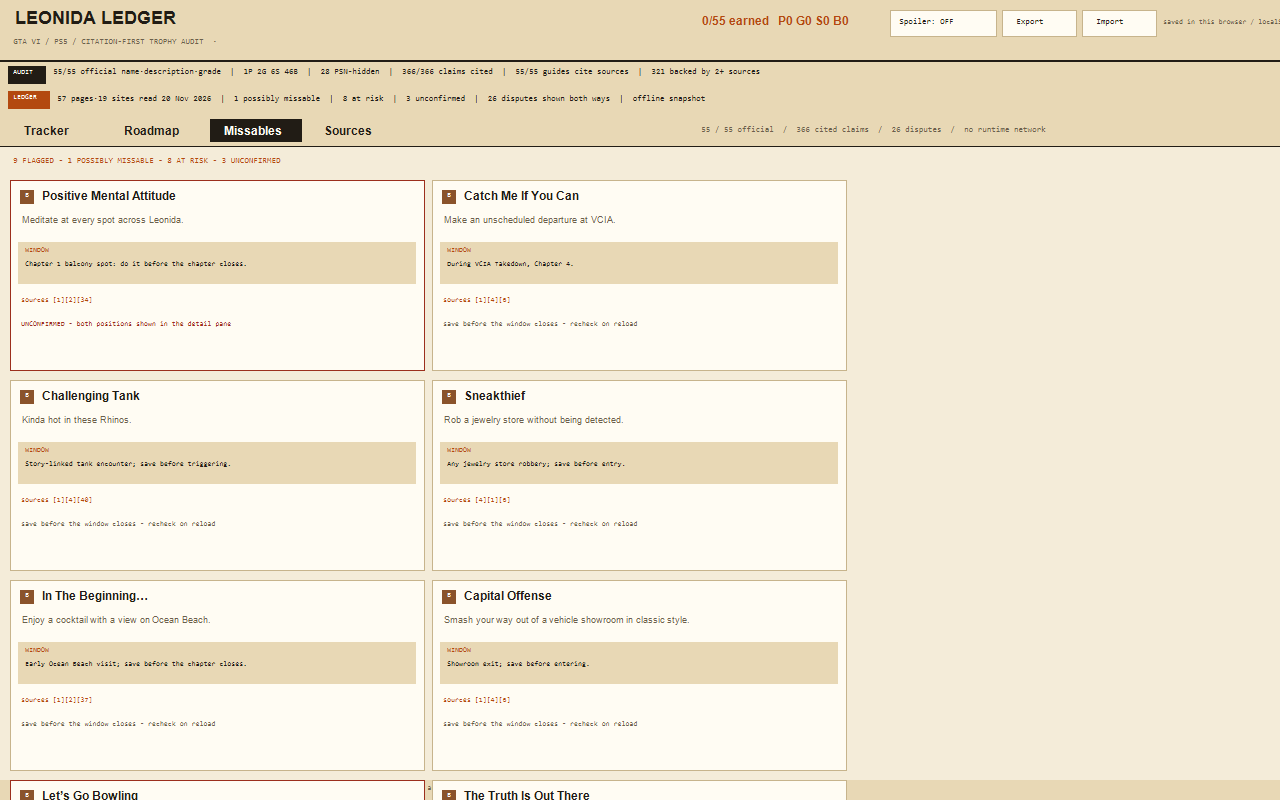 LEONIDA LEDGER
GTA VI / PS5 / CITATION-FIRST TROPHY AUDIT -
0/55 earned P0 G0 S0 B0
Spoiler: OFF
Export
Import
saved in this browser /
AUDIT 55/55 official name-description-grade | 1P 2G 6S 46B | 28 PSN-hidden | 366/366 claims cited | 55/55 guides cite sources | 321 backed by 2+ sources
LEDGER 57 pages-19 sites read 20 Nov 2026 | 1 possibly missable | 8 at risk | 3 unconfirmed | 26 disputes shown both ways | offline snapshot
Tracker Roadmap Missables Sources
55 / 55 official / 366 cited claims / 26 disputes / no runtime network
9 FLAGGED - 1 POSSIBLY MISSABLE - 8 AT RISK - 3 UNCONFIRMED
B Positive Mental Attitude
Meditate at every spot across Leonida.
WINDOW
Chapter 1 balcony spot: do it before the chapter closes.
sources [1][2][34]
UNCONFIRMED - both positions shown in the detail pane
B Catch Me If You Can
Make an unscheduled departure at VCIA.
WINDOW
During VCIA Takedown, Chapter 4.
sources [1][4][6]
save before the window closes - recheck on reload
B Challenging Tank
Kinda hot in these Rhinos.
WINDOW
Story-linked tank encounter; save before triggering.
sources [1][4][40]
save before the window closes - recheck on reload
B Sneakthief
Rob a jewelry store without being detected.
WINDOW
Any jewelry store robbery; save before entry.
sources [4][1][6]
save before the window closes - recheck on reload
B In The Beginning…
Enjoy a cocktail with a view on Ocean Beach.
WINDOW
Early Ocean Beach visit; save before the chapter closes.
sources [1][2][37]
save before the window closes - recheck on reload
B Capital Offense
Smash your way out of a vehicle showroom in classic style.
WINDOW
Showroom exit; save before entering.
sources [1][4][6]
save before the window closes - recheck on reload
B Let's Go Bowling
B The Truth Is Out There